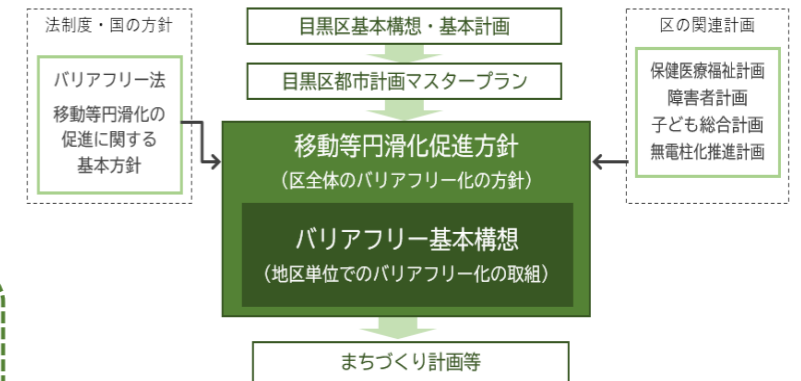 法制度・国の方針
バリアフリー法
移動等円滑化の
促進に関する
基本方針
目黒区基本構想・基本計画
目黒区都市計画マスタープラン
移動等円滑化促進方針
（区全体のバリアフリー化の方針）
バリアフリー基本構想
（地区単位でのバリアフリー化の取組）
まちづくり計画等
区の関連計画
保健医療福祉計画
障害者計画
子ども総合計画
無電柱化推進計画